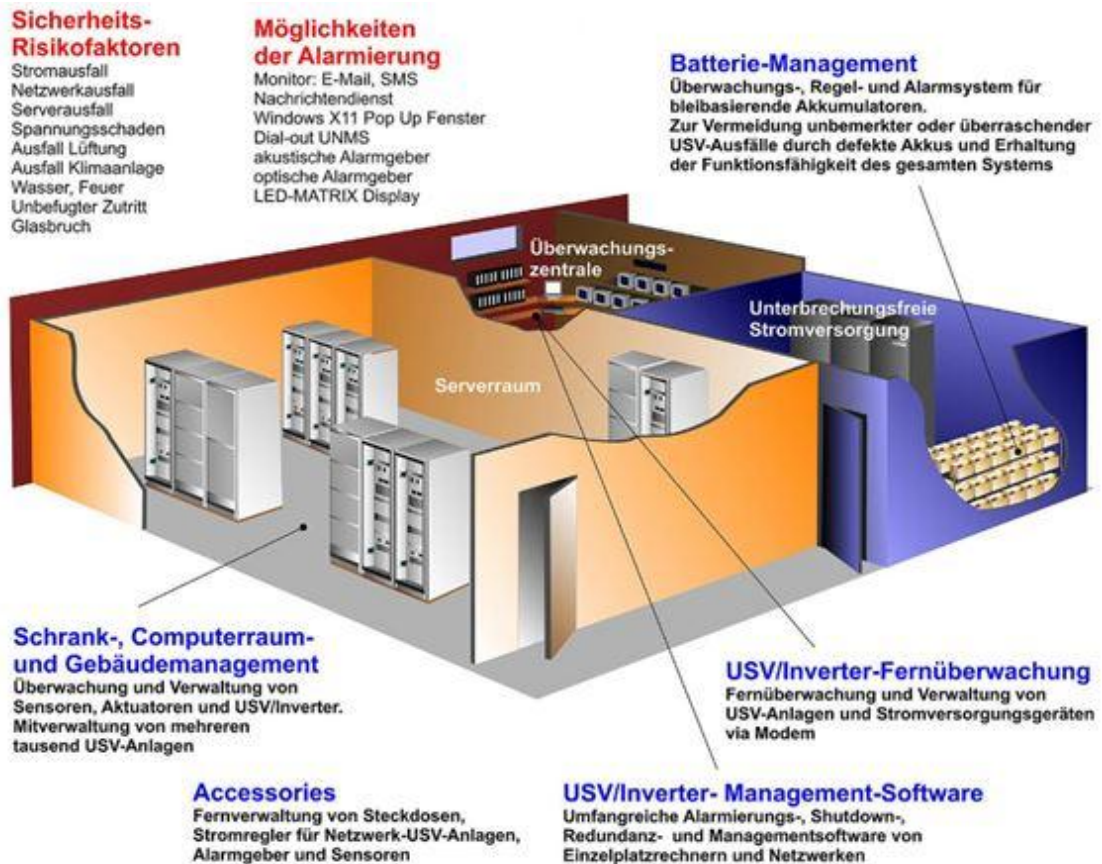 Sicherheits-
Risikofaktoren
Stromausfall
Netzwerkausfall
Serverausfall
Spannungsschaden
Ausfall Lüftung
Ausfall Klimaanlage
Wasser, Feuer
Unbefugter Zutritt
Glasbruch
Möglichkeiten
der Alarmierung
Monitor: E-Mail, SMS
Nachrichtendienst
Windows X11 Pop Up Fenster
Dial-out UNMS
akustische Alarmgeber
optische Alarmgeber
LED-MATRIX Display
Batterie-Management
Überwachungs-, Regel- und Alarmsystem für
bleibasierende Akkumulatoren.
Zur Vermeidung unbemerkter oder überraschender
USV-Ausfälle durch defekte Akkus und Erhaltung
der Funktionsfähigkeit des gesamten Systems
Überwachungs-
zentrale
Unterbrechungsfreie
Stromversorgung
Serverraum
Schrank-, Computerraum-
und Gebäudemanagement
Überwachung und Verwaltung von
Sensoren, Aktuatoren und USV/Inverter.
Mitverwaltung von mehreren
tausend USV-Anlagen
USV/Inverter-Fernüberwachung
Fernüberwachung und Verwaltung von
USV-Anlagen und Stromversorgungsgeräten
via Modem
Accessories
Fernverwaltung von Steckdosen,
Stromregler für Netzwerk-USV-Anlagen,
Alarmgeber und Sensoren
USV/Inverter- Management-Software
Umfangreiche Alarmierungs-, Shutdown-,
Redundanz- und Managementsoftware von
Einzelplatzrechnern und Netzwerken